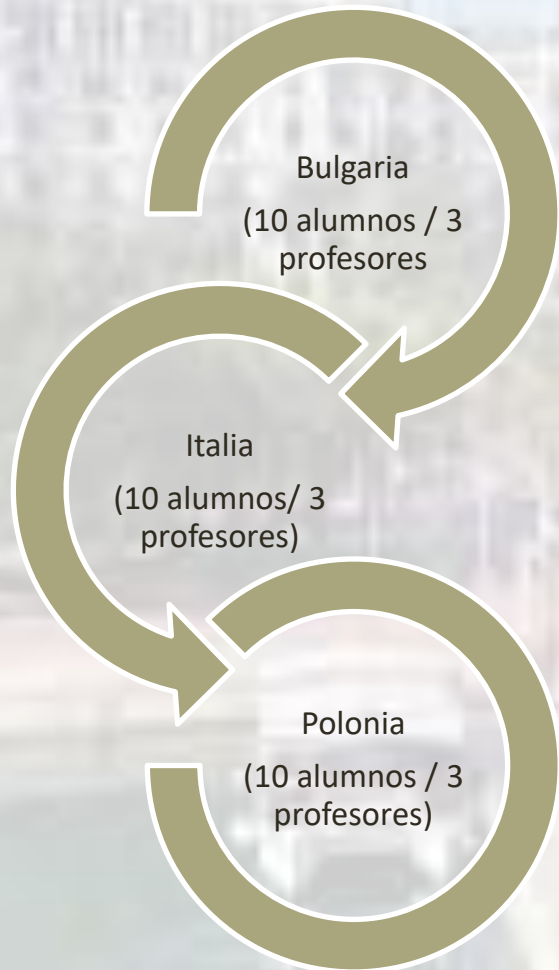 Bulgaria
(10 alumnos / 3
profesores
Italia
(10 alumnos/ 3
profesores)
Polonia
(10 alumnos / 3
profesores)